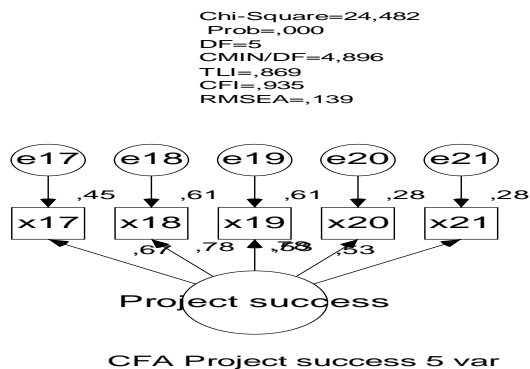 Chi-Square=24,482
Prob=,000
DF=5
CMIN/DF=4,896
TLI=,869
CFI=,935
RMSEA=,139
e17 e18 e19 e20 e21
,45 ,61 ,61 ,28 ,28
x17 x18 x19 x20 x21
,67 ,78 ,78 ,53 ,53
Project success
CFA Project success 5 var